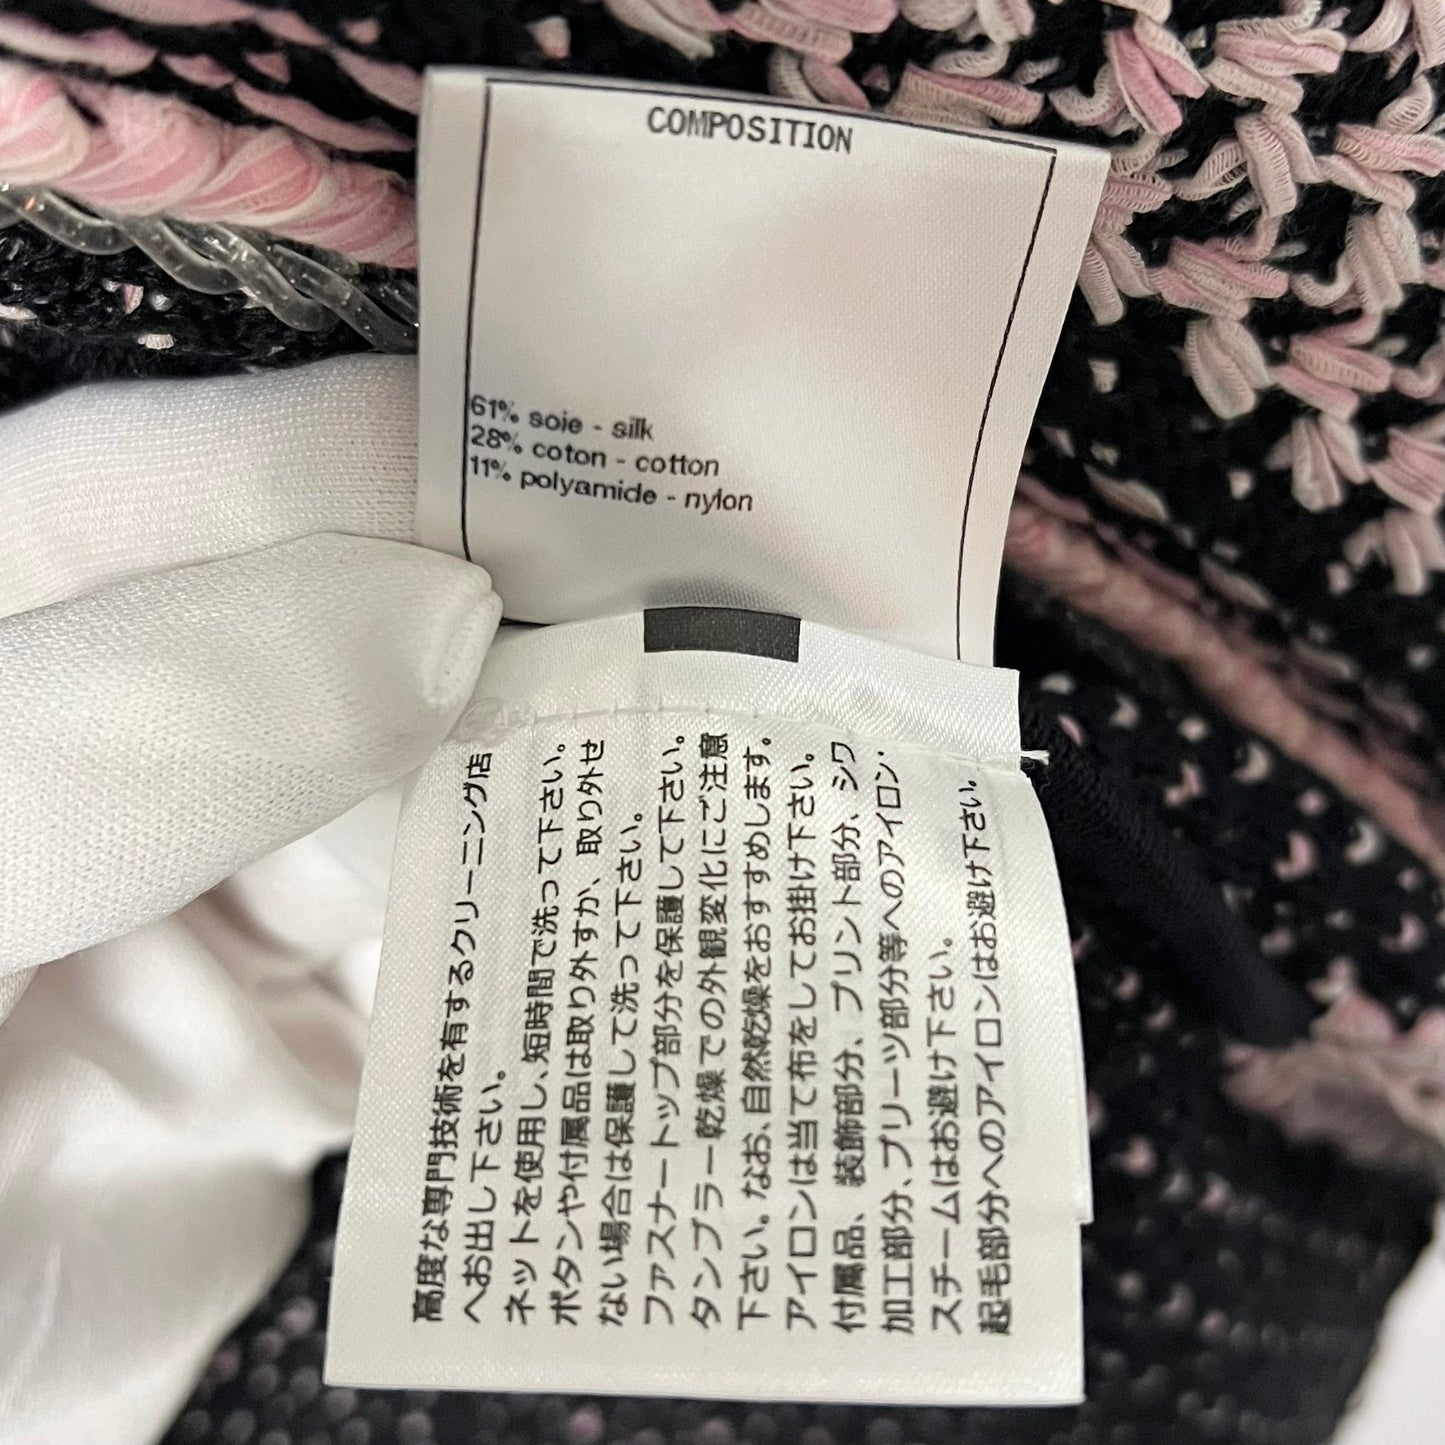 COMPOSITION
61% soie - silk
28% coton - cotton
11% polyamide - nylon
高度な専門技術を有するクリーニング店
へお出し下さい。
ネットを使用し、短時間で洗って下さい。
ボタンや付属品は取り外すか、取り外せ
ない場合は保護して洗って下さい。
ファスナートップ部分を保護して下さい。
タンブラー乾燥での外観変化にご注意
下さい。なお、自然乾燥をおすすめします。
アイロンは当て布をしてお掛け下さい。
付属品、装飾部分、プリント部分、シワ
加工部分、プリーツ部分等へのアイロン・
スチームはお避け下さい。
起毛部分へのアイロンはお避け下さい。